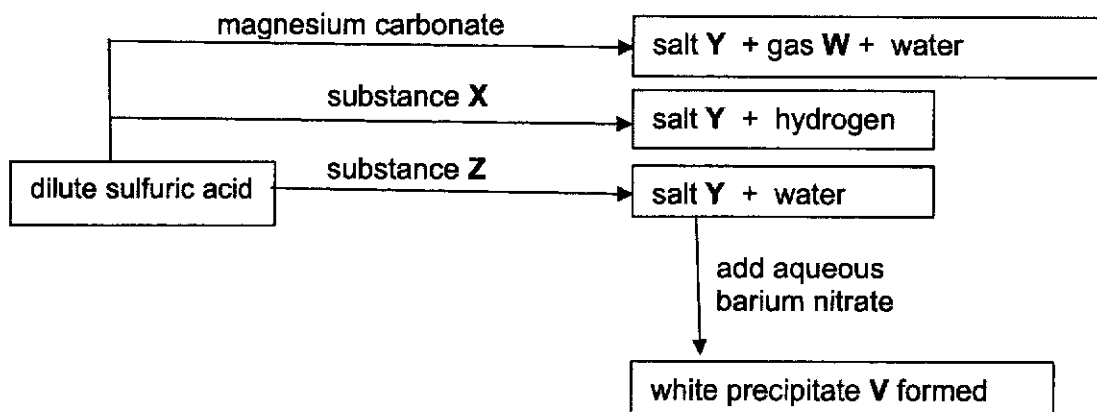 magnesium carbonate
salt Y + gas W + water
substance X
salt Y + hydrogen
substance Z
dilute sulfuric acid
salt Y + water
add aqueous
barium nitrate
white precipitate V formed